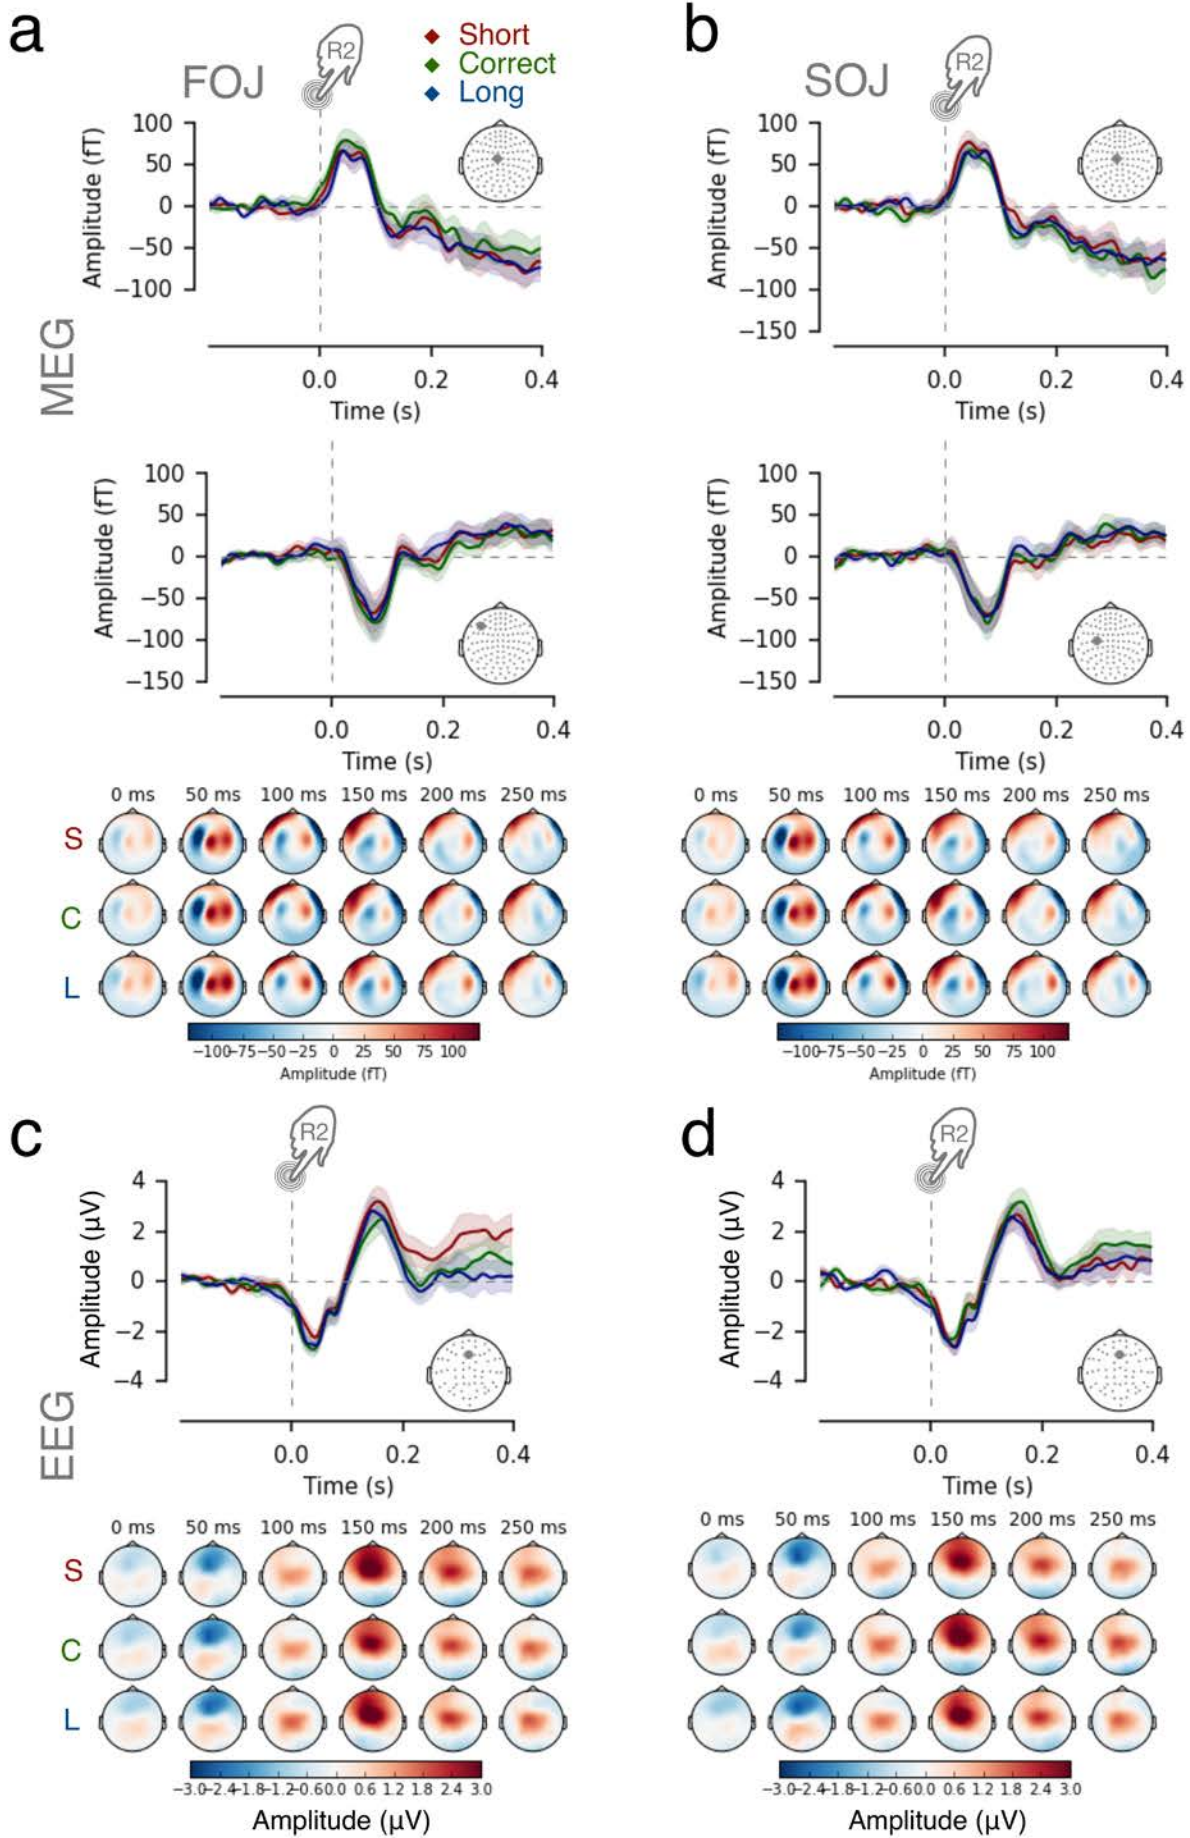 a
b
FOJ
R2
Short
Correct
Long
SOJ
R2
MEG
Amplitude (fT)
100
50
0
−50
−100
0.0 0.2 0.4
Time (s)
Amplitude (fT)
100
50
0
−50
−100
−150
0.0 0.2 0.4
Time (s)
Amplitude (fT)
100
50
0
−50
−100
−150
0.0 0.2 0.4
Time (s)
Amplitude (fT)
100
50
0
−50
−100
−150
0.0 0.2 0.4
Time (s)
0 ms 50 ms 100 ms 150 ms 200 ms 250 ms
S
C
L
−100−75−50−25 0 25 50 75 100
Amplitude (fT)
0 ms 50 ms 100 ms 150 ms 200 ms 250 ms
−100−75−50−25 0 25 50 75 100
Amplitude (fT)
c
d
R2
R2
EEG
Amplitude (µV)
4
2
0
−2
−4
0.0 0.2 0.4
Time (s)
Amplitude (µV)
4
2
0
−2
−4
0.0 0.2 0.4
Time (s)
0 ms 50 ms 100 ms 150 ms 200 ms 250 ms
S
C
L
−3.0−2.4−1.8−1.2−0.60.0 0.6 1.2 1.8 2.4 3.0
Amplitude (µV)
0 ms 50 ms 100 ms 150 ms 200 ms 250 ms
−3.0−2.4−1.8−1.2−0.60.0 0.6 1.2 1.8 2.4 3.0
Amplitude (µV)